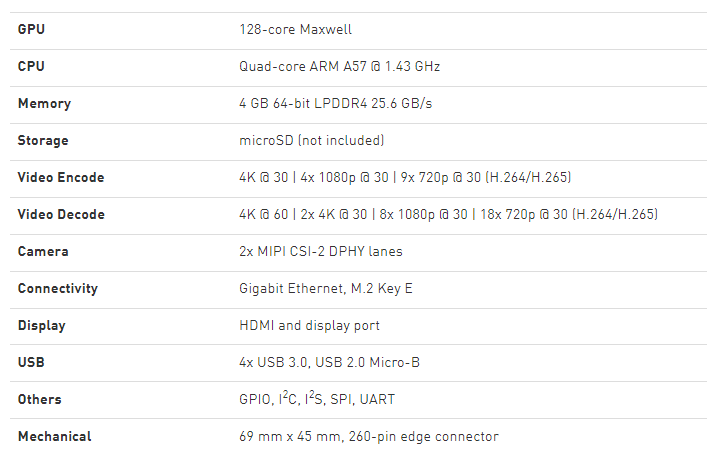 GPU 128-core Maxwell
CPU Quad-core ARM A57 @ 1.43 GHz
Memory 4 GB 64-bit LPDDR4 25.6 GB/s
Storage microSD (not included)
Video Encode 4K @ 30 | 4x 1080p @ 30 | 9x 720p @ 30 (H.264/H.265)
Video Decode 4K @ 60 | 2x 4K @ 30 | 8x 1080p @ 30 | 18x 720p @ 30 (H.264/H.265)
Camera 2x MIPI CSI-2 DPHY lanes
Connectivity Gigabit Ethernet, M.2 Key E
Display HDMI and display port
USB 4x USB 3.0, USB 2.0 Micro-B
Others GPIO, I²C, I²S, SPI, UART
Mechanical 69 mm x 45 mm, 260-pin edge connector